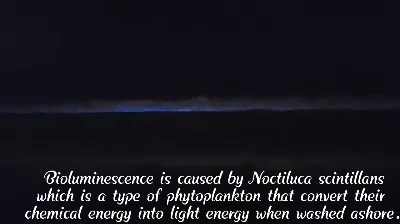 Bioluminescence is caused by Noctiluca scintillans
which is a type of phytoplankton that convert their
chemical energy into light energy when washed ashore.